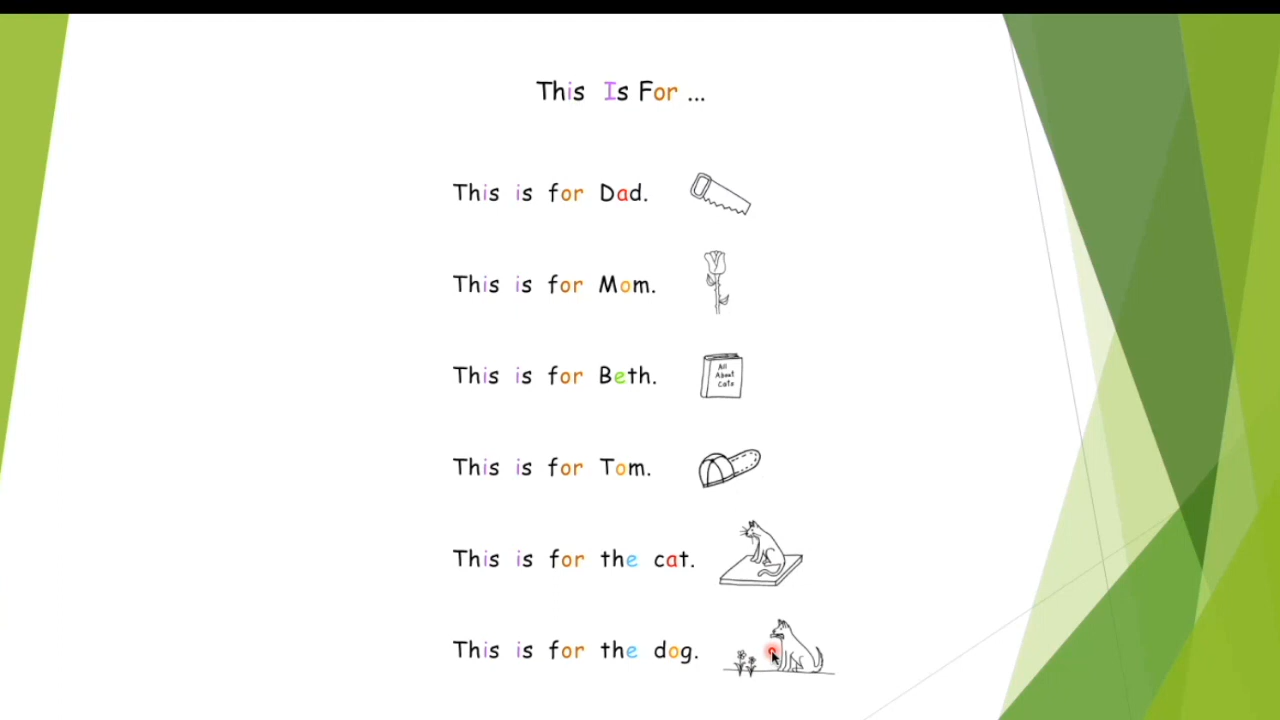 This Is For ...
This is for Dad.
This is for Mom.
This is for Beth.
All
About
Cats
This is for Tom.
This is for the cat.
This is for the dog.